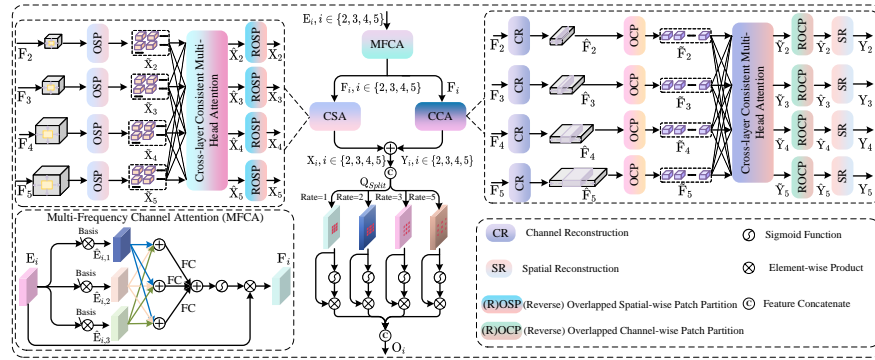 E_i, i ∈ {2, 3, 4, 5}
MFCA
F_i, i ∈ {2, 3, 4, 5}
F_i
CSA
CCA
X_i, i ∈ {2, 3, 4, 5}
Y_i, i ∈ {2, 3, 4, 5}
Q_Split
Rate=1
Rate=2
Rate=3
Rate=5
O_i
F_2
OSP
X̃_2
X̂_2
ROSP
X_2
F_3
OSP
X̃_3
X̂_3
ROSP
X_3
F_4
OSP
X̃_4
X̂_4
ROSP
X_4
F_5
OSP
X̃_5
X̂_5
ROSP
X_5
Cross-layer Consistent Multi-
Head Attention
F_2
CR
F̂_2
OCP
F̃_2
Ỹ_2
ROCP
Ŷ_2
SR
Y_2
F_3
CR
F̂_3
OCP
F̃_3
Ỹ_3
ROCP
Ŷ_3
SR
Y_3
F_4
CR
F̂_4
OCP
F̃_4
Ỹ_4
ROCP
Ŷ_4
SR
Y_4
F_5
CR
F̂_5
OCP
F̃_5
Ỹ_5
ROCP
Ŷ_5
SR
Y_5
Cross-layer Consistent Multi-
Head Attention
Multi-Frequency Channel Attention (MFCA)
E_i
Basis
Ê_i,1
Basis
Ê_i,2
Basis
Ê_i,3
FC
FC
FC
F_i
CR Channel Reconstruction
Sigmoid Function
SR Spatial Reconstruction
Element-wise Product
(R)OSP (Reverse) Overlapped Spatial-wise Patch Partition
C Feature Concatenate
(R)OCP (Reverse) Overlapped Channel-wise Patch Partition